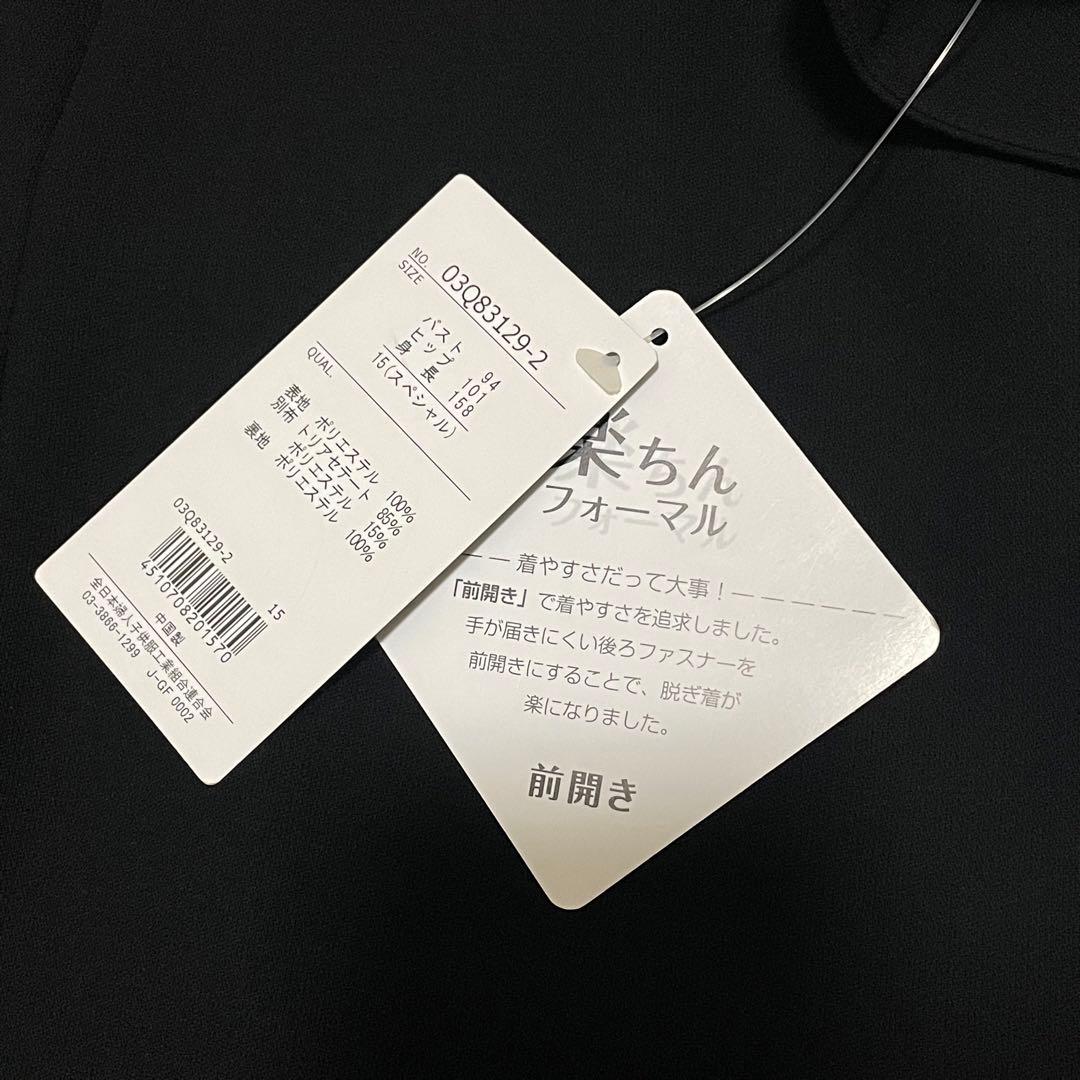 NO. 03Q83129-2
SIZE
バスト 94
ヒップ 101
身長 158
15(スペシャル)
QUAL.
表地 ポリエステル 100%
別布 トリアセテート 85%
ポリエステル 15%
裏地 ポリエステル 100%
03Q83129-2
15
4510708201570
中国製
全日本婦人子供服工業組合連合会
03-3866-1299 J-GF 0002
楽ちん
フォーマル
着やすさだって大事!
「前開き」で着やすさを追求しました。
手が届きにくい後ろファスナーを
前開きにすることで、脱ぎ着が
楽になりました。
前開き